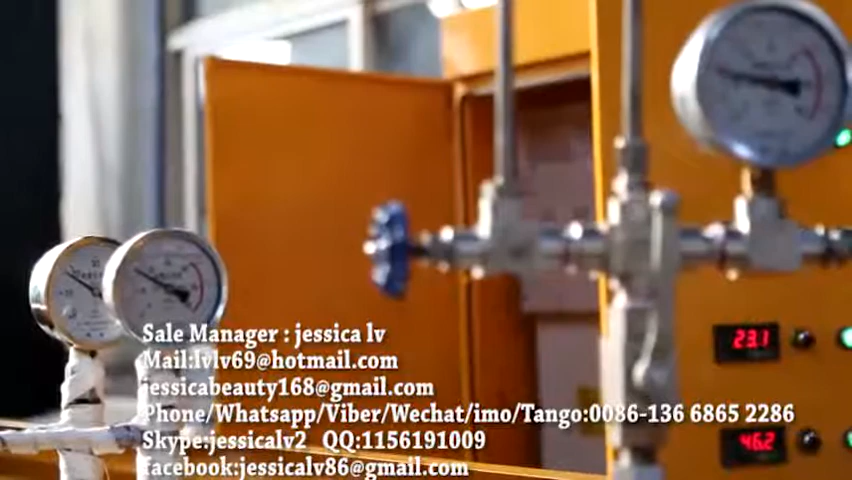 23.1
Sale Manager : jessica lv
Mail:lvlv69@hotmail.com
jessicabeauty168@gmail.com
Phone/Whatsapp/Viber/Wechat/imo/Tango:0086-136 6865 2286
46.2
Skype:jessicalv2 QQ:1156191009
facebook:jessicalv86@gmail.com